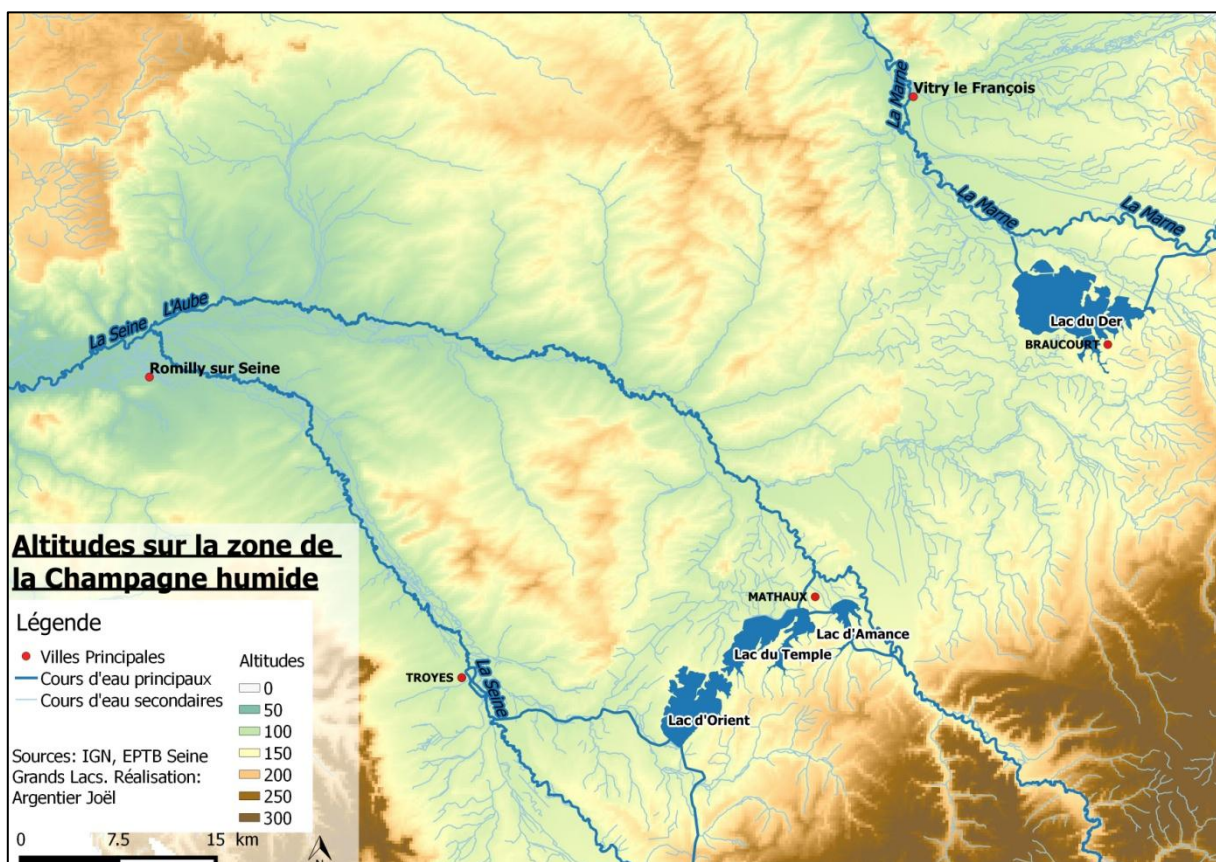 Vitry le François
La Marne
La Marne
La Marne
Lac du Der
BRAUCOURT
L'Aube
La Seine
Romilly sur Seine
MATHAUX
Lac d'Amance
Lac du Temple
Lac d'Orient
TROYES
La Seine
Altitudes sur la zone de
la Champagne humide
Légende
Villes Principales
Cours d'eau principaux
Cours d'eau secondaires
Altitudes
0
50
100
150
200
250
300
Sources: IGN, EPTB Seine
Grands Lacs. Réalisation:
Argentier Joël
0 7.5 15 km
N